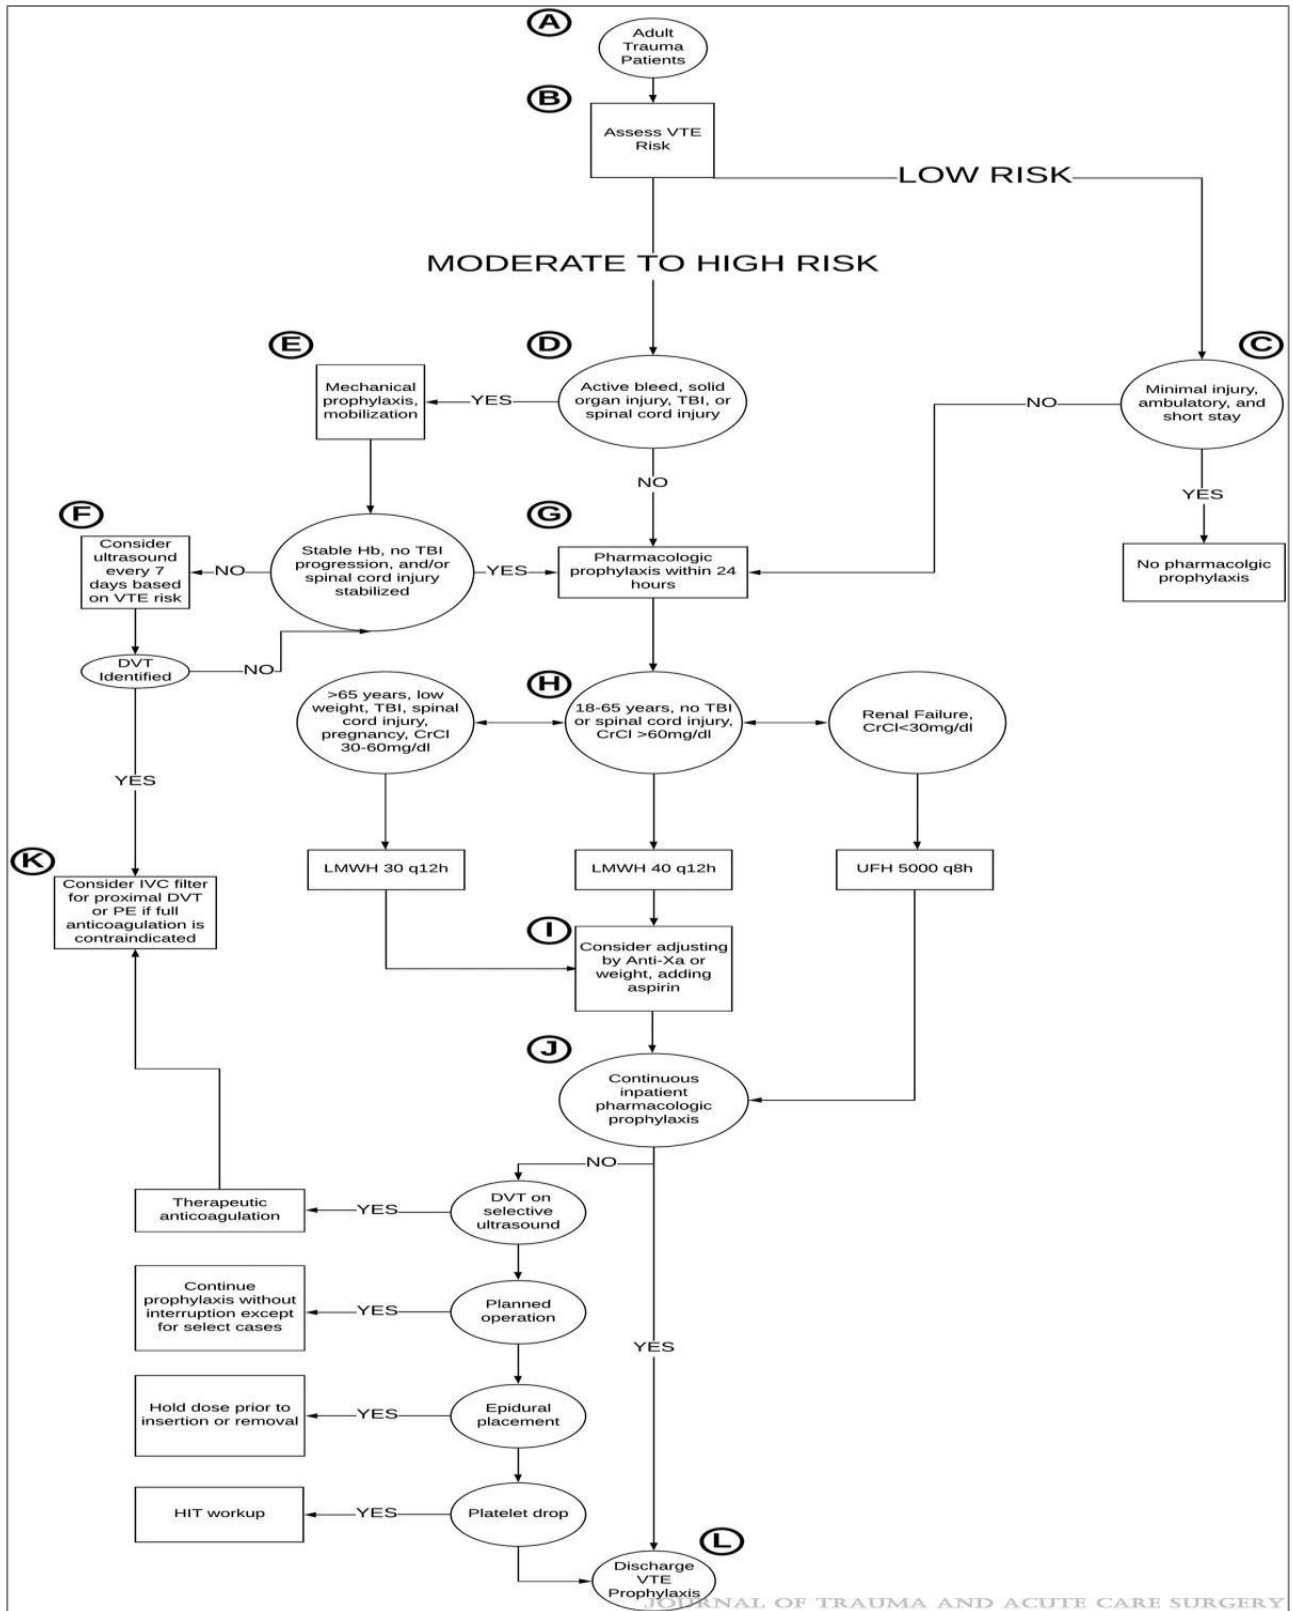 A
Adult
Trauma
Patients
B
Assess VTE
Risk
LOW RISK
MODERATE TO HIGH RISK
E
D
C
Mechanical
prophylaxis,
mobilization
YES
Active bleed, solid
organ injury, TBI, or
spinal cord injury
NO
Minimal injury,
ambulatory, and
short stay
NO
YES
F
G
Consider
ultrasound
every 7
days based
on VTE risk
NO
Stable Hb, no TBI
progression, and/or
spinal cord injury
stabilized
YES
Pharmacologic
prophylaxis within 24
hours
No pharmacolgic
prophylaxis
DVT
Identified
NO
H
>65 years, low
weight, TBI, spinal
cord injury,
pregnancy, CrCl
30-60mg/dl
18-65 years, no TBI
or spinal cord injury,
CrCl >60mg/dl
Renal Failure,
CrCl<30mg/dl
YES
K
LMWH 30 q12h
LMWH 40 q12h
UFH 5000 q8h
Consider IVC filter
for proximal DVT
or PE if full
anticoagulation is
contraindicated
I
Consider adjusting
by Anti-Xa or
weight, adding
aspirin
J
Continuous
inpatient
pharmacologic
prophylaxis
NO
Therapeutic
anticoagulation
YES
DVT on
selective
ultrasound
Continue
prophylaxis without
interruption except
for select cases
YES
Planned
operation
YES
Hold dose prior to
insertion or removal
YES
Epidural
placement
HIT workup
YES
Platelet drop
L
Discharge
VTE
Prophylaxis
JOURNAL OF TRAUMA AND ACUTE CARE SURGERY